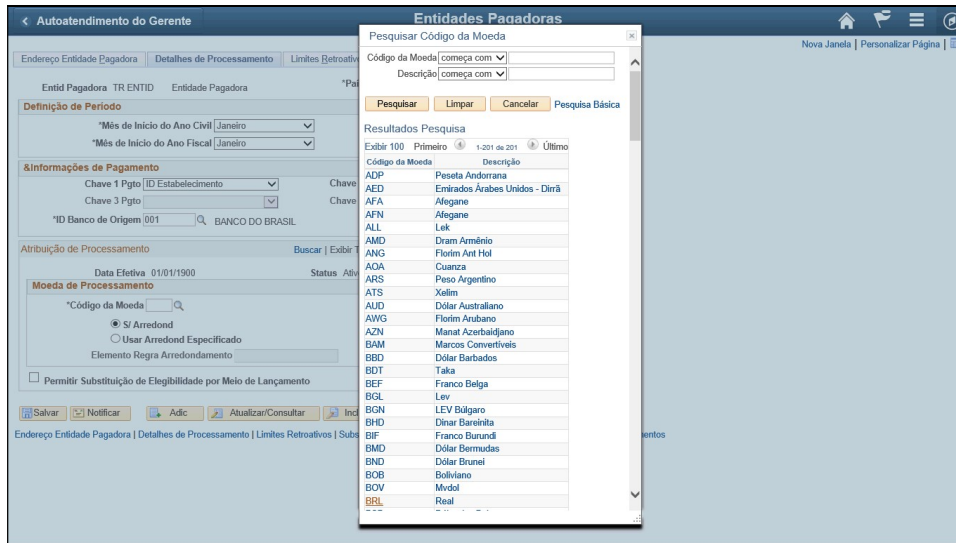 Autoatendimento do Gerente
Entidades Pagadoras
Nova Janela | Personalizar Página |
Endereço Entidade Pagadora
Detalhes de Processamento
Limites Retroativ
Entid Pagadora TR ENTID Entidade Pagadora *Paí
Definição de Periodo
*Mês de Início do Ano Civil Janeiro
*Mês de Início do Ano Fiscal Janeiro
&Informações de Pagamento
Chave 1 Pgto ID Estabelecimento Chave
Chave 3 Pgto Chave
*ID Banco de Origem 001 BANCO DO BRASIL
Atribuição de Processamento Buscar | Exibir T
Data Efetiva 01/01/1900 Status Ativ
Moeda de Processamento
*Código da Moeda
S/ Arredond
Usar Arredond Especificado
Elemento Regra Arredondamento
Permitir Substituição de Elegibilidade por Meio de Lançamento
Salvar Notificar Adic Atualizar/Consultar Incl
Endereço Entidade Pagadora | Detalhes de Processamento | Limites Retroativos | Subs
entos
Pesquisar Código da Moeda
Código da Moeda começa com
Descrição começa com
Pesquisar Limpar Cancelar Pesquisa Básica
Resultados Pesquisa
Exibir 100 Primeiro 1-201 de 201 Último
Código da Moeda Descrição
ADP Peseta Andorrana
AED Emirados Árabes Unidos - Dirrã
AFA Afegane
AFN Afegane
ALL Lek
AMD Dram Armênio
ANG Florim Ant Hol
AOA Cuanza
ARS Peso Argentino
ATS Xelim
AUD Dólar Australiano
AWG Florim Arubano
AZN Manat Azerbaidjano
BAM Marcos Convertíveis
BBD Dólar Barbados
BDT Taka
BEF Franco Belga
BGL Lev
BGN LEV Búlgaro
BHD Dinar Bareinita
BIF Franco Burundi
BMD Dólar Bermudas
BND Dólar Brunei
BOB Boliviano
BOV Mvdol
BRL Real